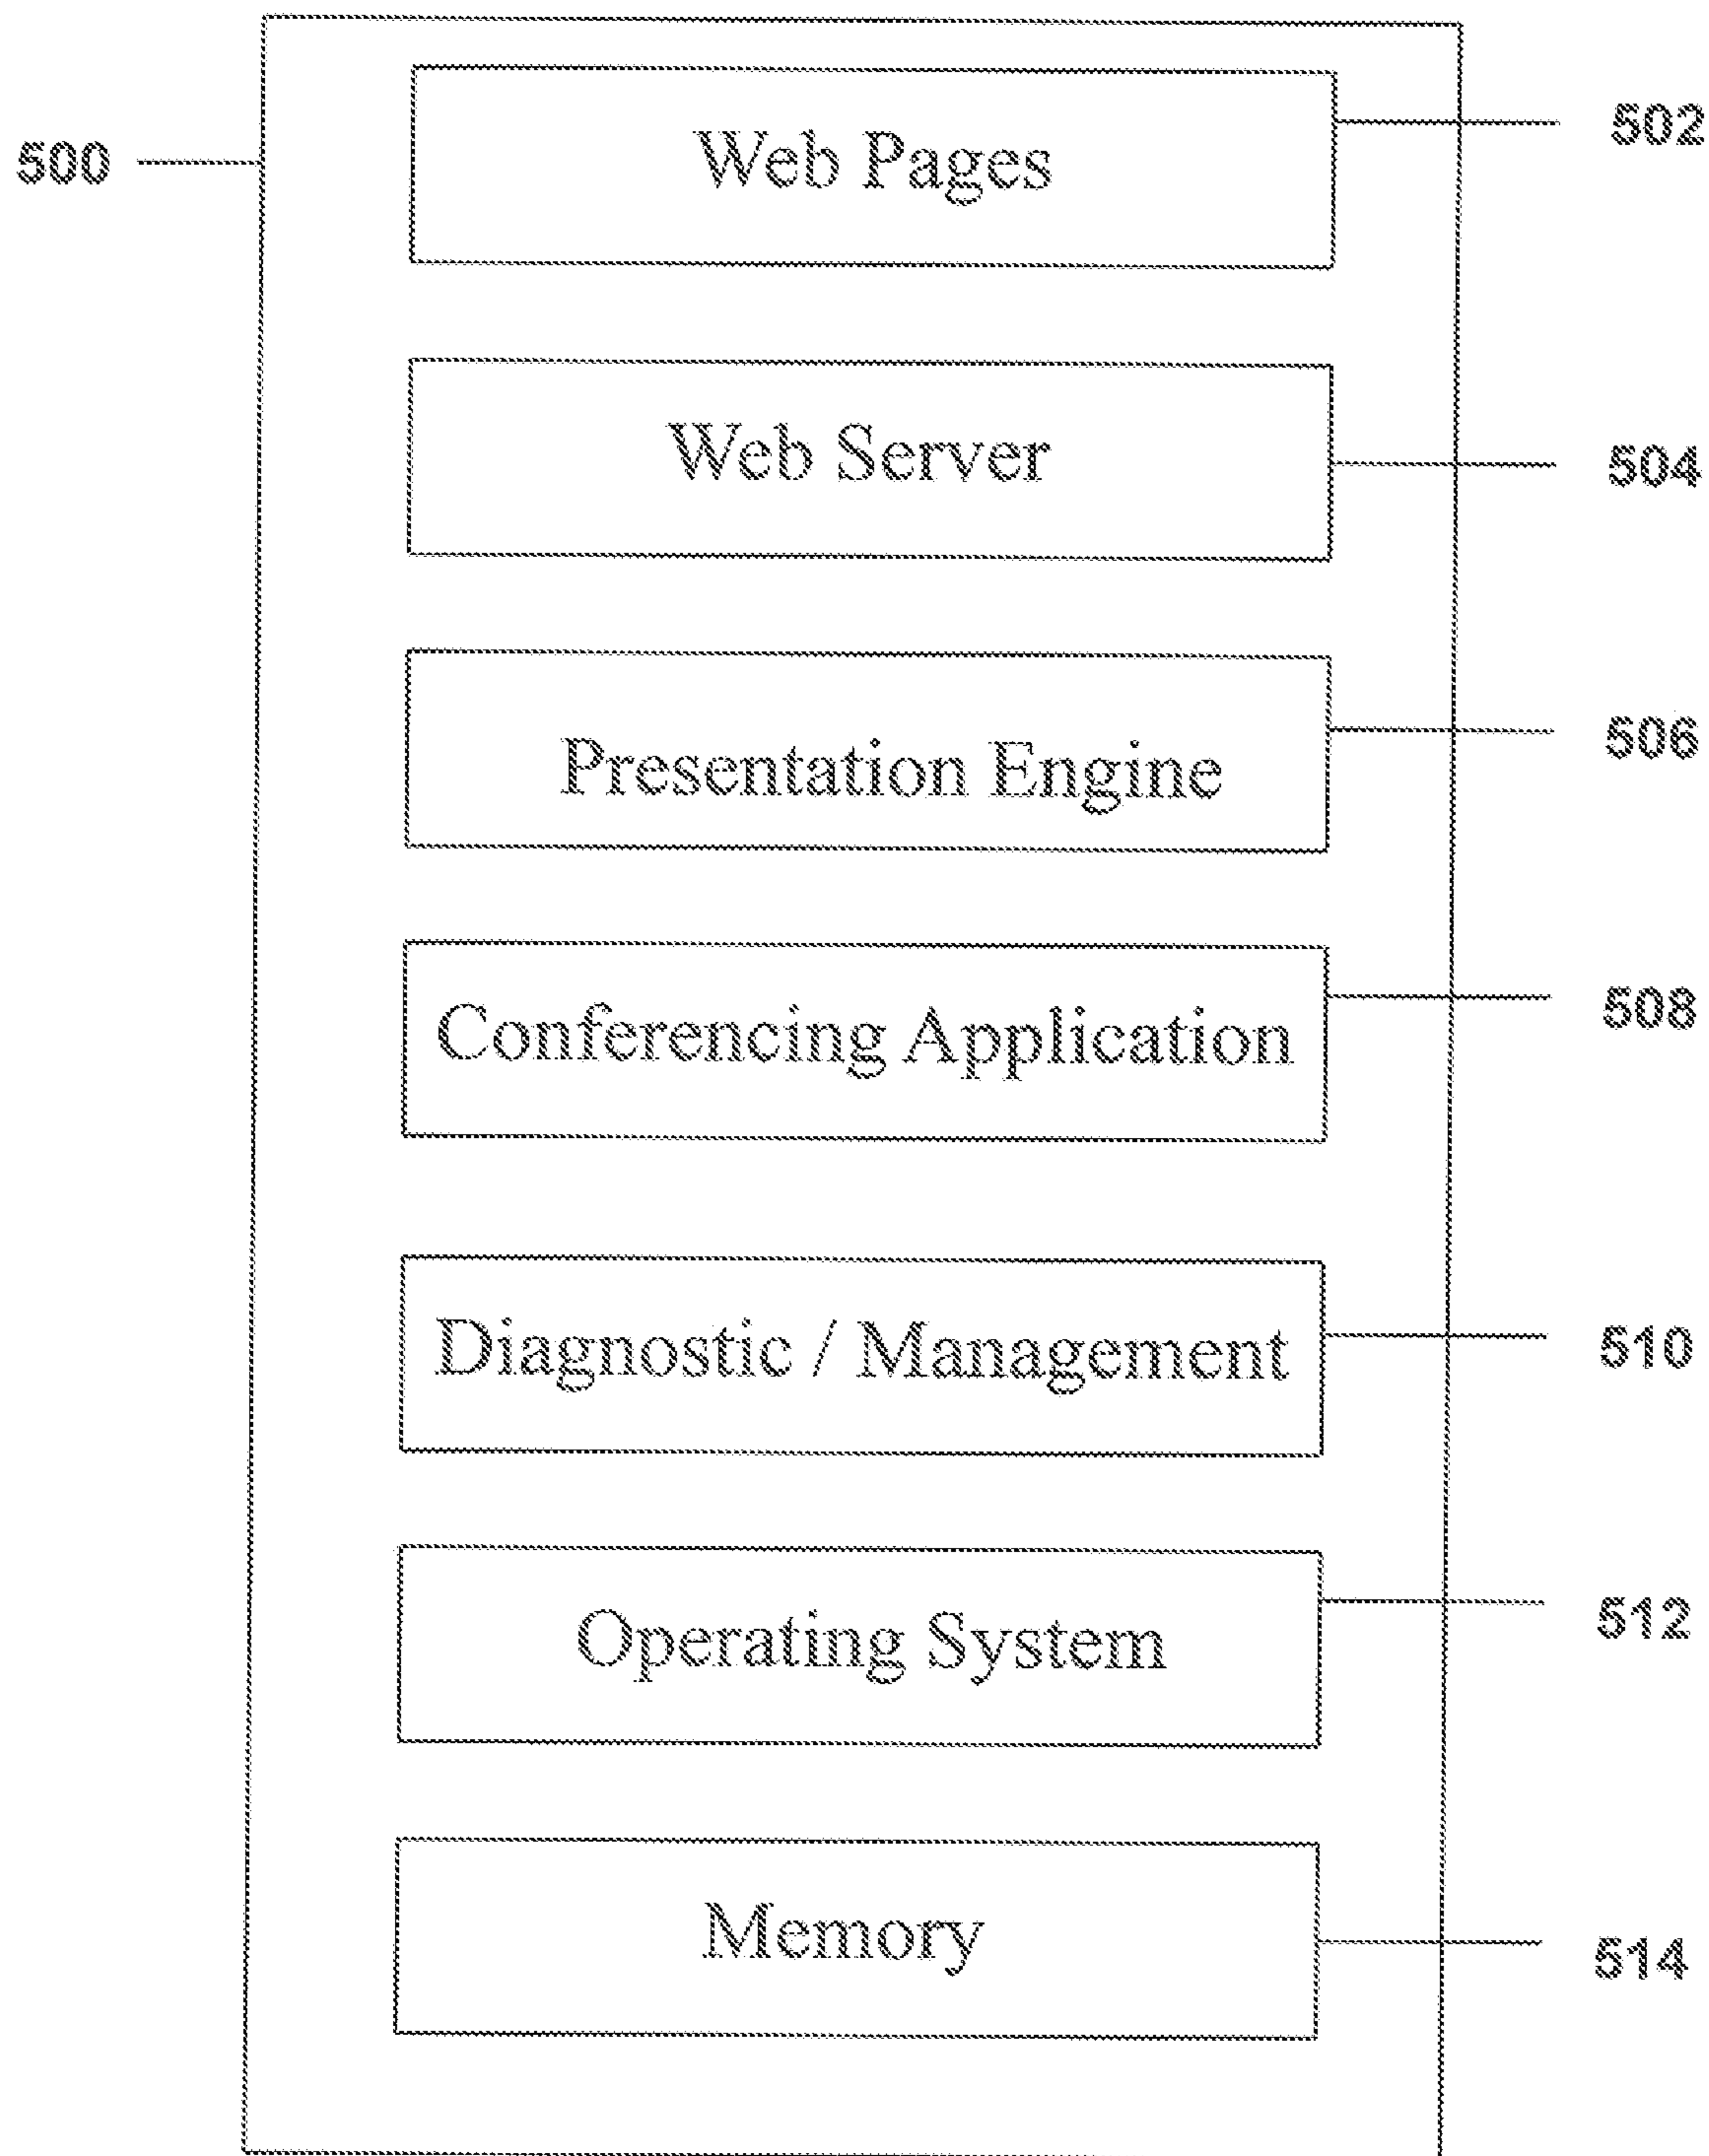 Web Pages
502
500
Web Server
504
Presentation Engine
506
Conferencing Application
508
Diagnostic / Management
510
Operating System
512
Memory
514